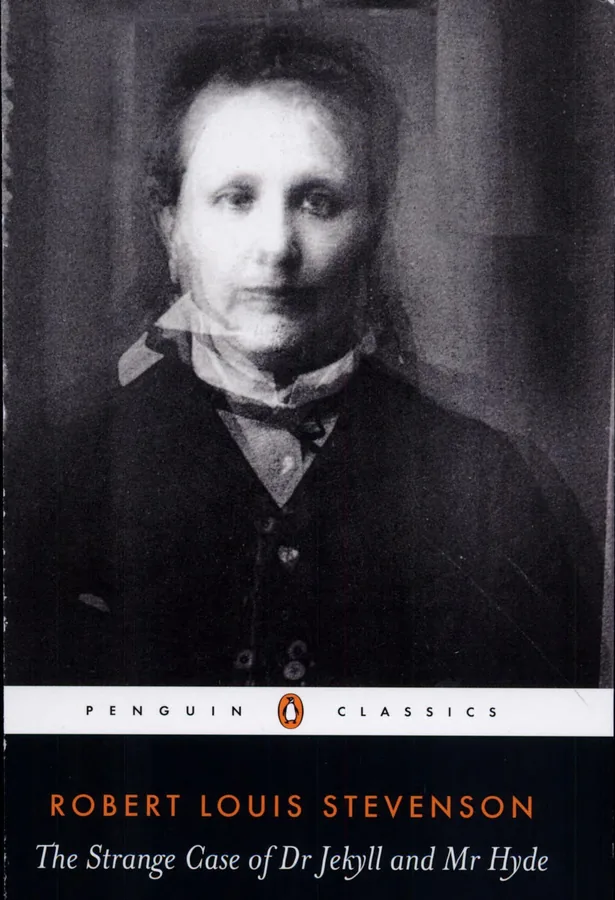 PENGUIN CLASSICS
ROBERT LOUIS STEVENSON
The Strange Case of Dr Jekyll and Mr Hyde